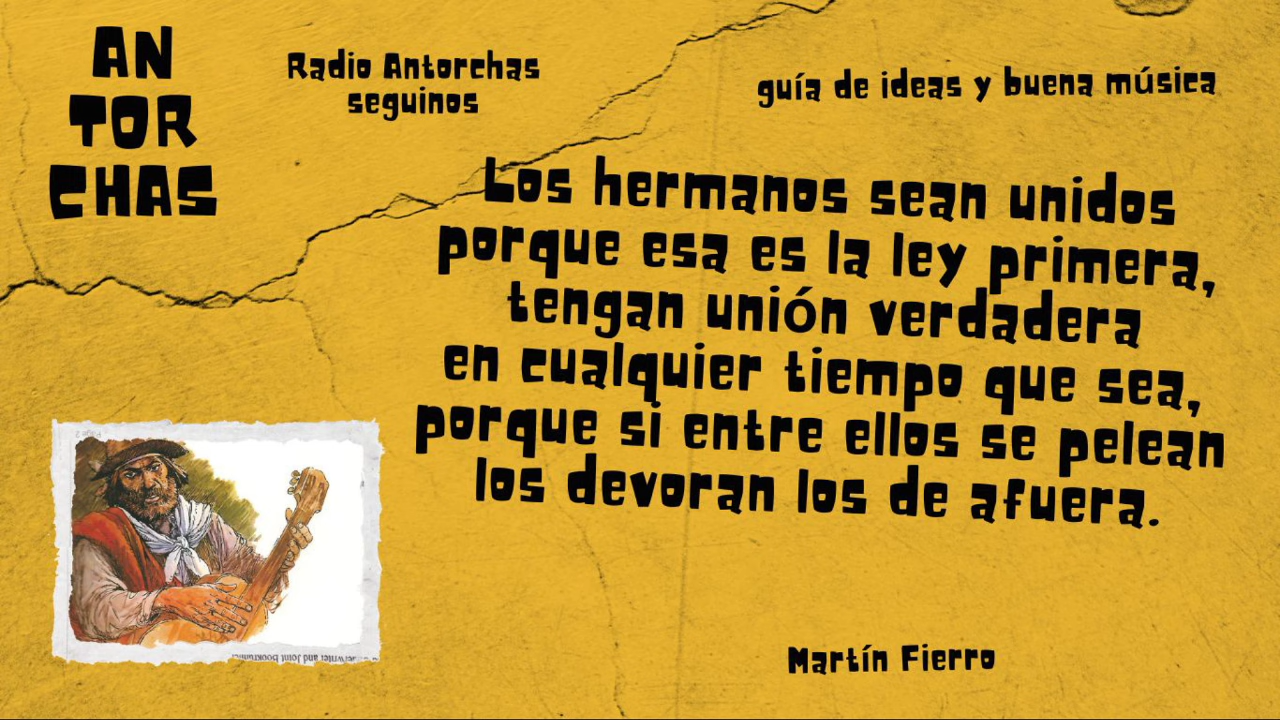 AN
TOR
CHAS
Radio Antorchas
seguinos
guía de ideas y buena música
Los hermanos sean unidos
porque esa es la ley primera,
tengan unión verdadera
en cualquier tiempo que sea,
porque si entre ellos se pelean
los devoran los de afuera.
Martín Fierro
and Joint